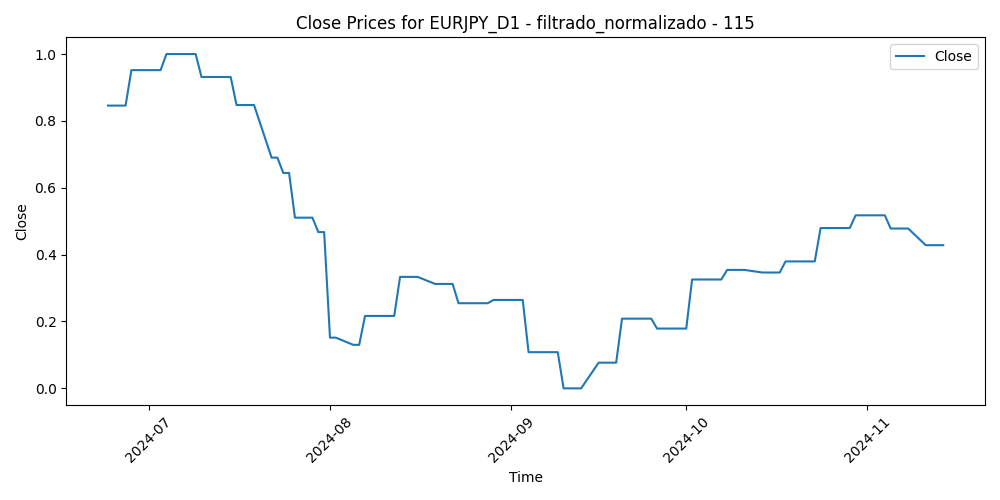 Close Prices for EURJPY_D1 - filtrado_normalizado - 115
Close
1.0
0.8
0.6
0.4
0.2
0.0
Close
2024-07
2024-08
2024-09
2024-10
2024-11
Time